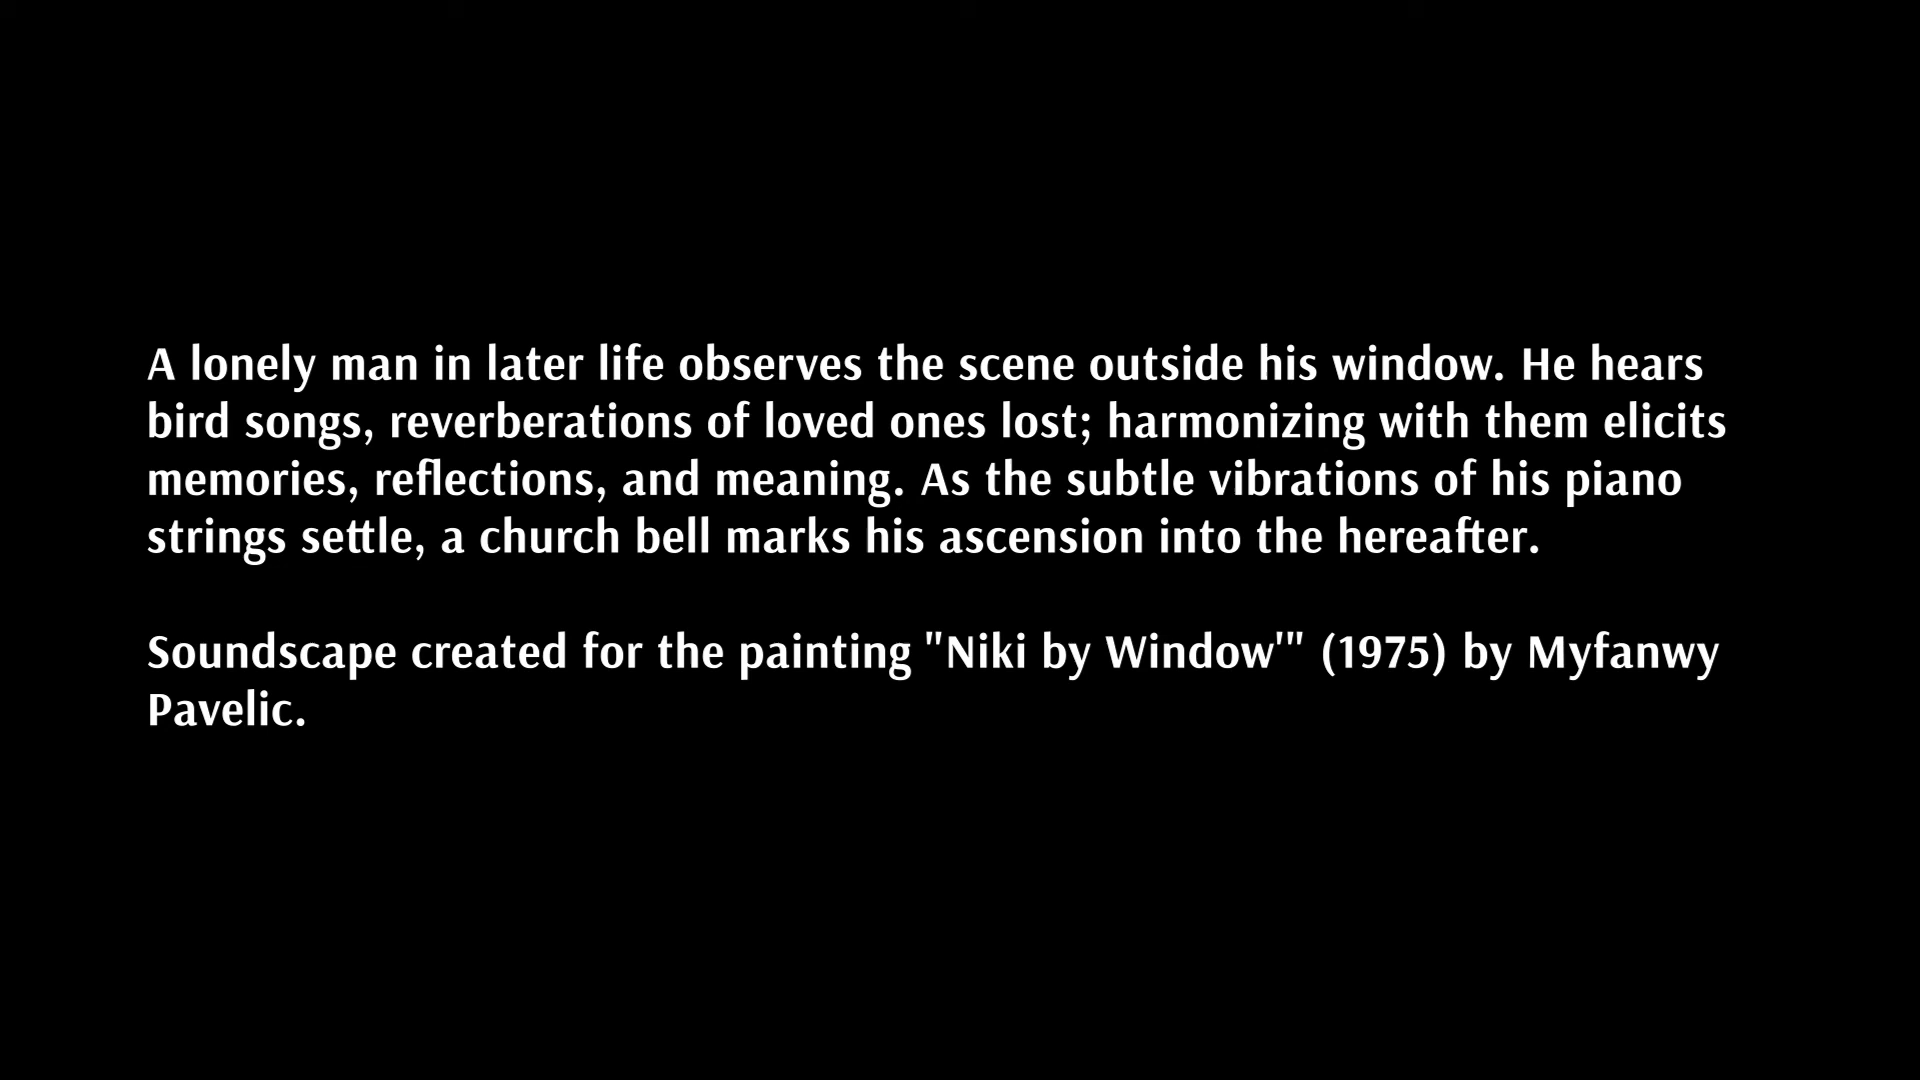 A lonely man in later life observes the scene outside his window. He hears
bird songs, reverberations of loved ones lost; harmonizing with them elicits
memories, reflections, and meaning. As the subtle vibrations of his piano
strings settle, a church bell marks his ascension into the hereafter.
Soundscape created for the painting "Niki by Window'" (1975) by Myfanwy
Pavelic.